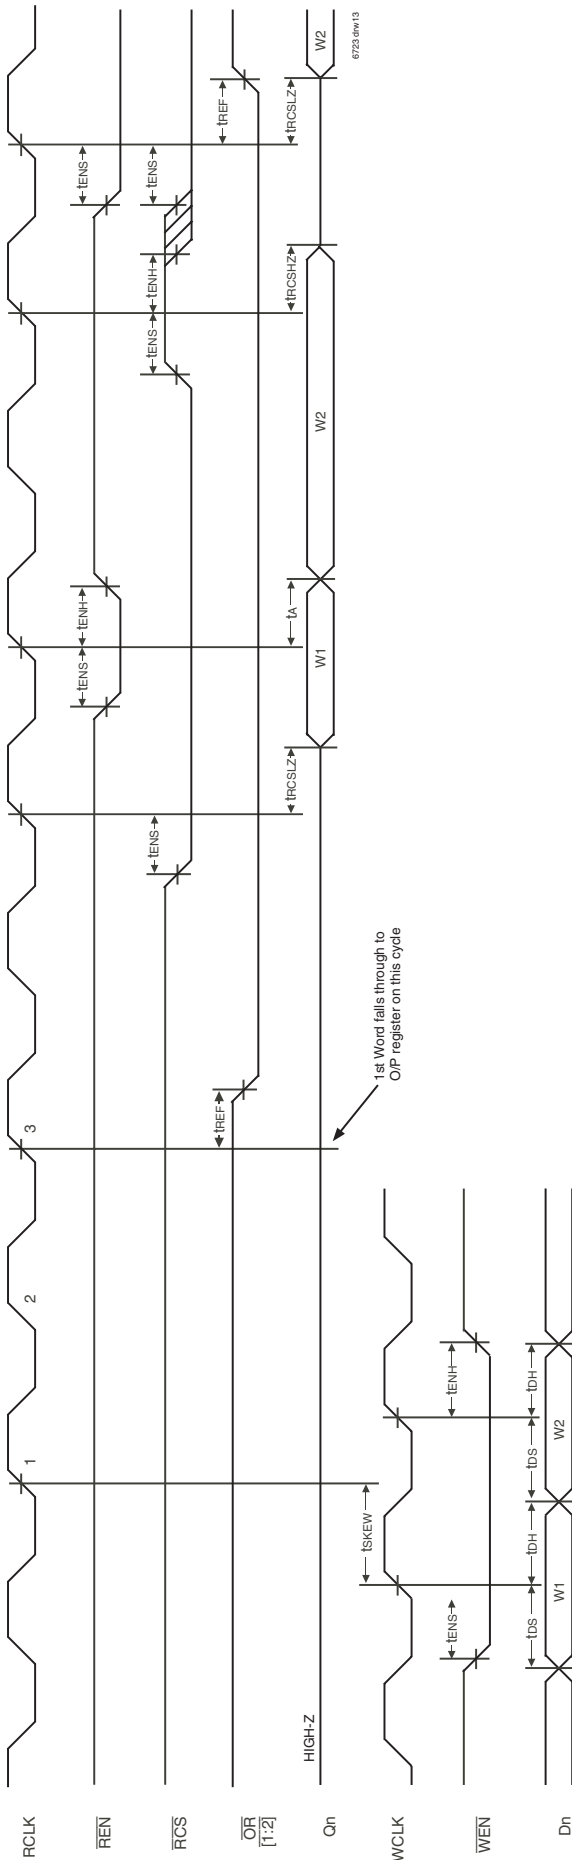 RCLK
1
2
3
REN
tENS
tENH
tENS
RCS
tENS
tENS
tENH
tENS
OR
[1:2]
tREF
tREF
Qn
HIGH-Z
tRCSLZ
W1
tA
W2
tRCSHZ
tRCSLZ
W2
6723 drw13
1st Word falls through to
O/P register on this cycle
tSKEW
WCLK
WEN
tENS
tENH
Dn
tDS
tDH
tDS
tDH
W1
W2